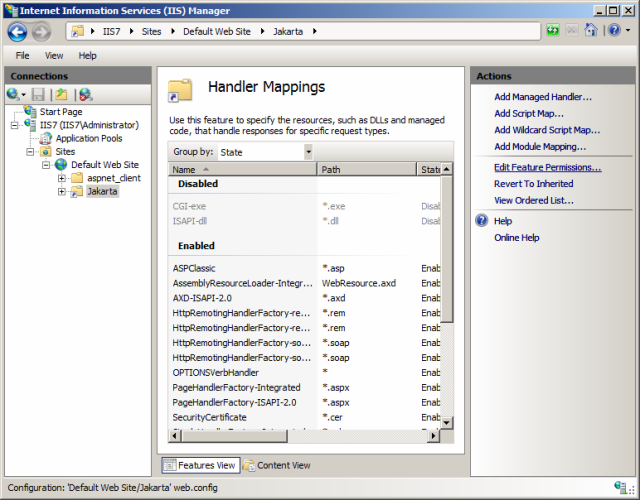 Internet Information Services (IIS) Manager
IIS7
Sites
Default Web Site
Jakarta
File View Help
Connections
Start Page
IIS7 (IIS7\Administrator)
Application Pools
Sites
Default Web Site
aspnet_client
Jakarta
Handler Mappings
Use this feature to specify the resources, such as DLLs and managed
code, that handle responses for specific request types.
Group by: State
Name Path State
Disabled
CGI-exe *.exe Disal
ISAPI-dll *.dll Disal
Enabled
ASPClassic *.asp Enab
AssemblyResourceLoader-Integr... WebResource.axd Enab
AXD-ISAPI-2.0 *.axd Enab
HttpRemotingHandlerFactory-re... *.rem Enab
HttpRemotingHandlerFactory-re... *.rem Enab
HttpRemotingHandlerFactory-so... *.soap Enab
HttpRemotingHandlerFactory-so... *.soap Enab
OPTIONSVerbHandler * Enab
PageHandlerFactory-Integrated *.aspx Enab
PageHandlerFactory-ISAPI-2.0 *.aspx Enab
SecurityCertificate *.cer Enab
Features View Content View
Actions
Add Managed Handler...
Add Script Map...
Add Wildcard Script Map...
Add Module Mapping...
Edit Feature Permissions...
Revert To Inherited
View Ordered List...
Help
Online Help
Configuration: 'Default Web Site/Jakarta' web.config